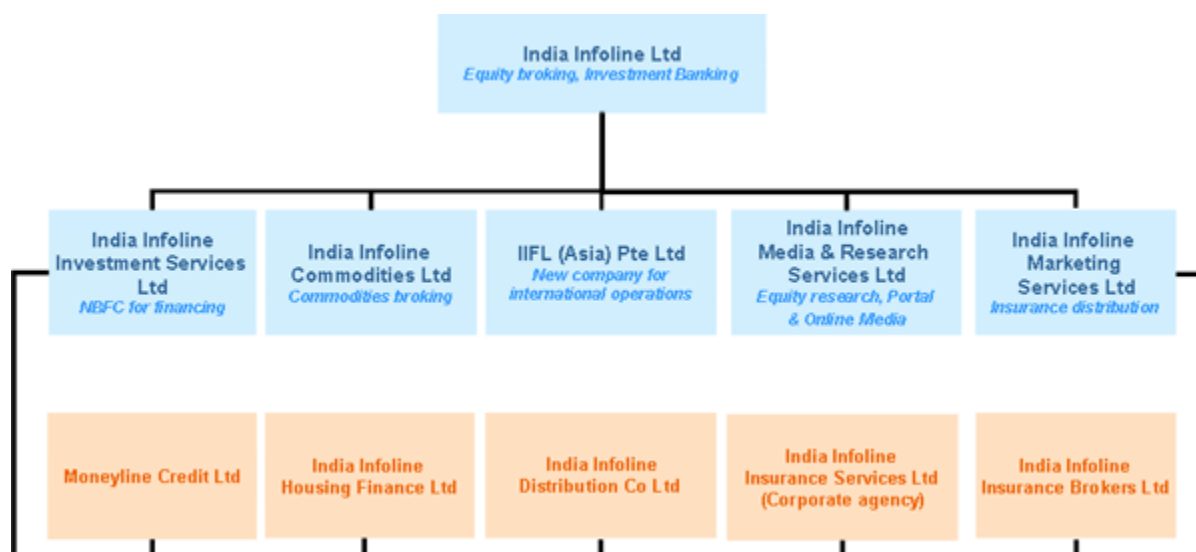 India Infoline Ltd
Equity broking, Investment Banking
India Infoline
Investment Services
Ltd
NBFC for financing
India Infoline
Commodities Ltd
Commodities broking
IIFL (Asia) Pte Ltd
New company for
international operations
India Infoline
Media & Research
Services Ltd
Equity research, Portal
& Online Media
India Infoline
Marketing
Services Ltd
Insurance distribution
Moneyline Credit Ltd
India Infoline
Housing Finance Ltd
India Infoline
Distribution Co Ltd
India Infoline
Insurance Services Ltd
(Corporate agency)
India Infoline
Insurance Brokers Ltd